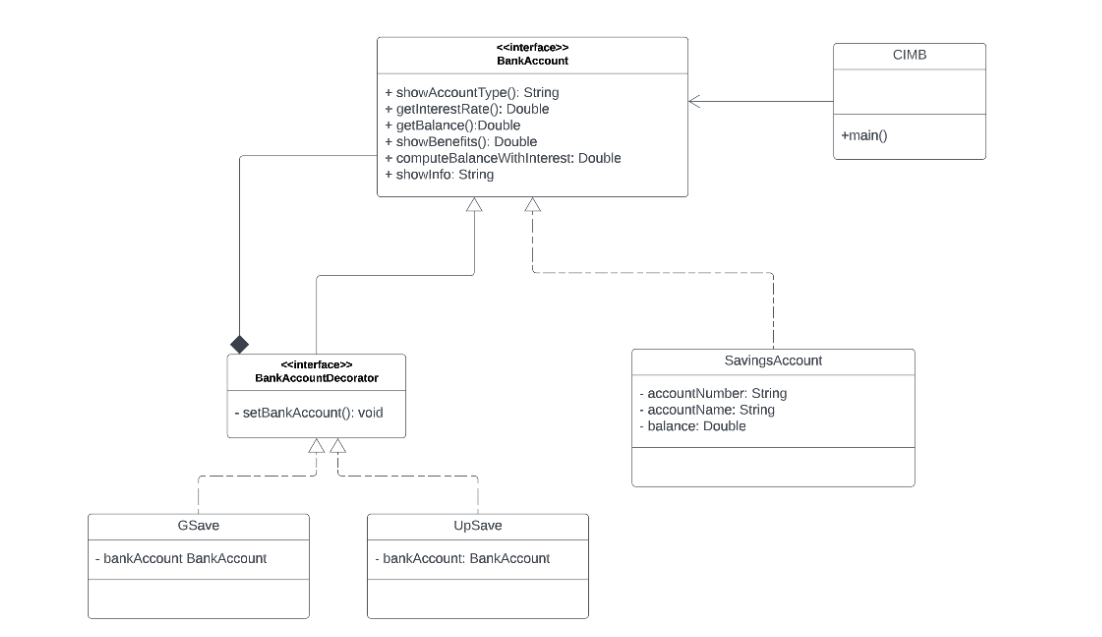 <<interface>>
BankAccount
+ showAccountType(): String
+ getInterestRate(): Double
+ getBalance():Double
+ showBenefits(): Double
+ computeBalanceWithInterest: Double
+ showInfo: String
CIMB
+main()
<<interface>>
BankAccountDecorator
- setBankAccount(): void
SavingsAccount
- accountNumber: String
- accountName: String
- balance: Double
GSave
- bankAccount BankAccount
UpSave
- bankAccount: BankAccount